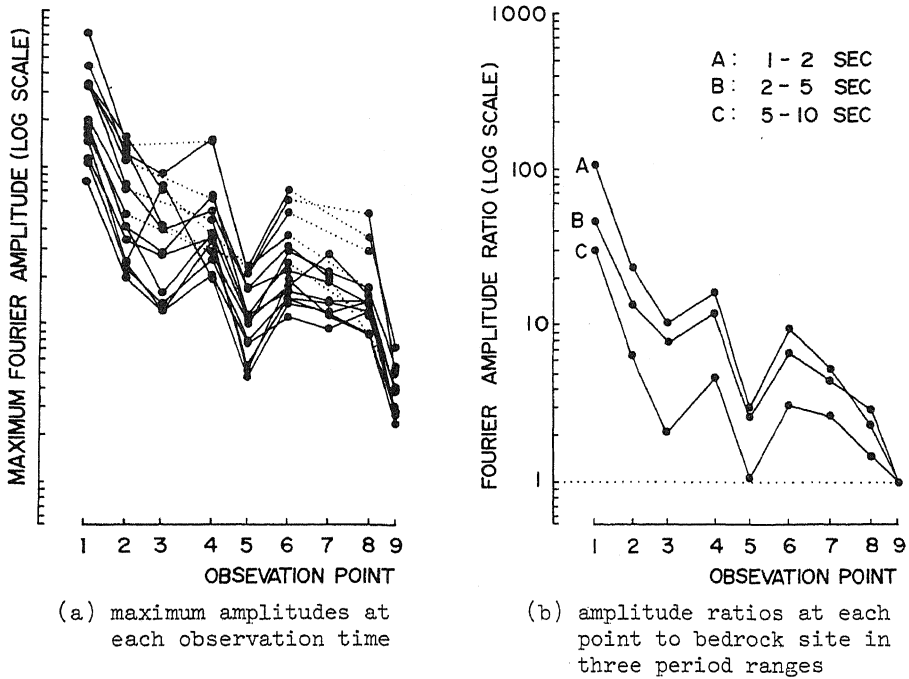 MAXIMUM FOURIER AMPLITUDE (LOG SCALE)
1 2 3 4 5 6 7 8 9
OBSEVATION POINT
(a) maximum amplitudes at
each observation time
FOURIER AMPLITUDE RATIO (LOG SCALE)
1000
100
10
1
A: 1-2 SEC
B: 2-5 SEC
C: 5-10 SEC
A
B
C
1 2 3 4 5 6 7 8 9
OBSEVATION POINT
(b) amplitude ratios at each
point to bedrock site in
three period ranges